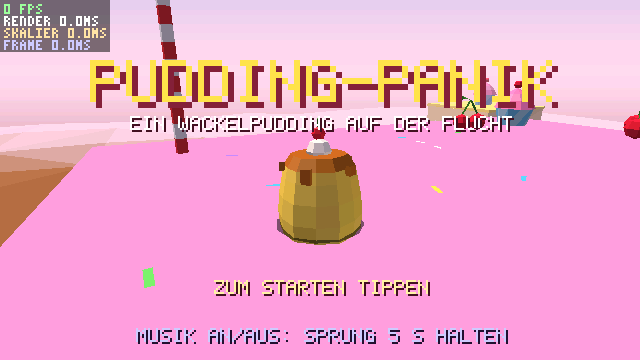 0 FPS
RENDER 0.0MS
SKALIER 0.0MS
FRAME 0.0MS
PUDDING-PANIK
EIN WACKELPUDDING AUF DER FLUCHT
ZUM STARTEN TIPPEN
MUSIK AN/AUS: SPRUNG 5 S HALTEN